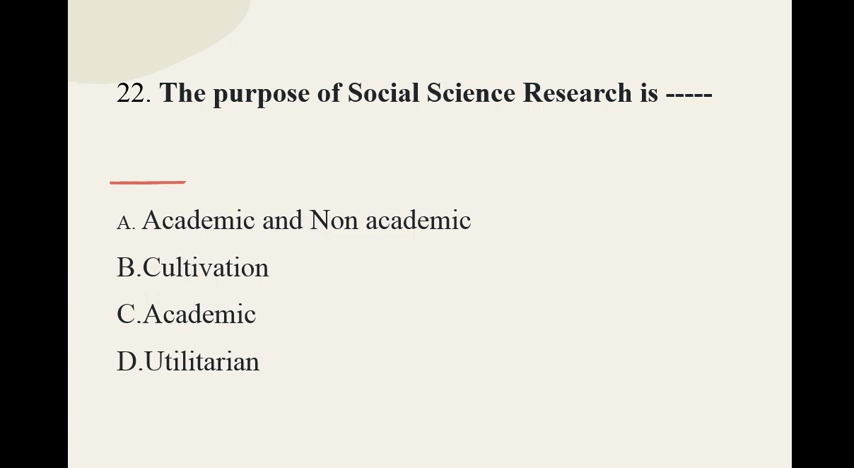 22. The purpose of Social Science Research is -----
A. Academic and Non academic
B.Cultivation
C.Academic
D.Utilitarian